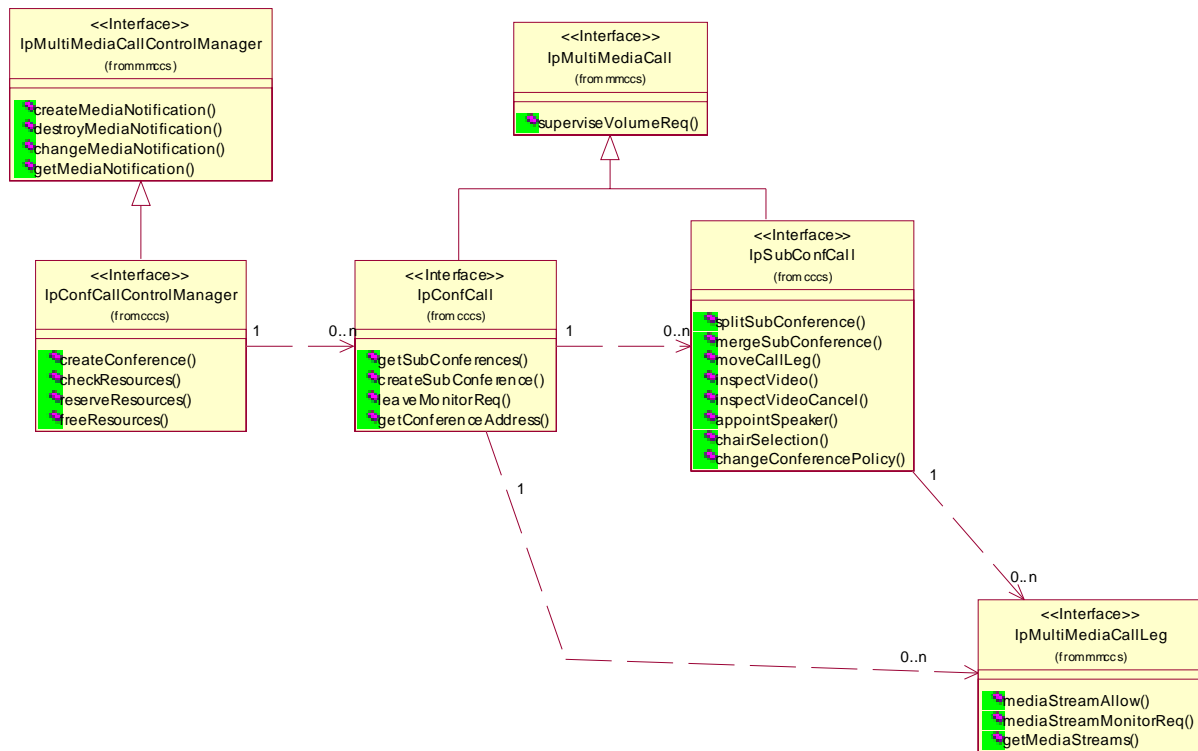 <<Interface>>
IpMultiMediaCallControlManager
(from mmccs)
createMediaNotification()
destroyMediaNotification()
changeMediaNotification()
getMediaNotification()
<<Interface>>
IpMultiMediaCall
(from mmccs)
superviseVolumeReq()
<<Interface>>
IpConfCallControlManager
(from cccs)
createConference()
checkResources()
reserveResources()
freeResources()
1
0..n
<<Interface>>
IpConfCall
(from cccs)
getSubConferences()
createSubConference()
leaveMonitorReq()
getConferenceAddress()
1
0..n
<<Interface>>
IpSubConfCall
(from cccs)
splitSubConference()
mergeSubConference()
moveCallLeg()
inspectVideo()
inspectVideoCancel()
appointSpeaker()
chairSelection()
changeConferencePolicy()
1
0..n
1
0..n
<<Interface>>
IpMultiMediaCallLeg
(from mmccs)
mediaStreamAllow()
mediaStreamMonitorReq()
getMediaStreams()